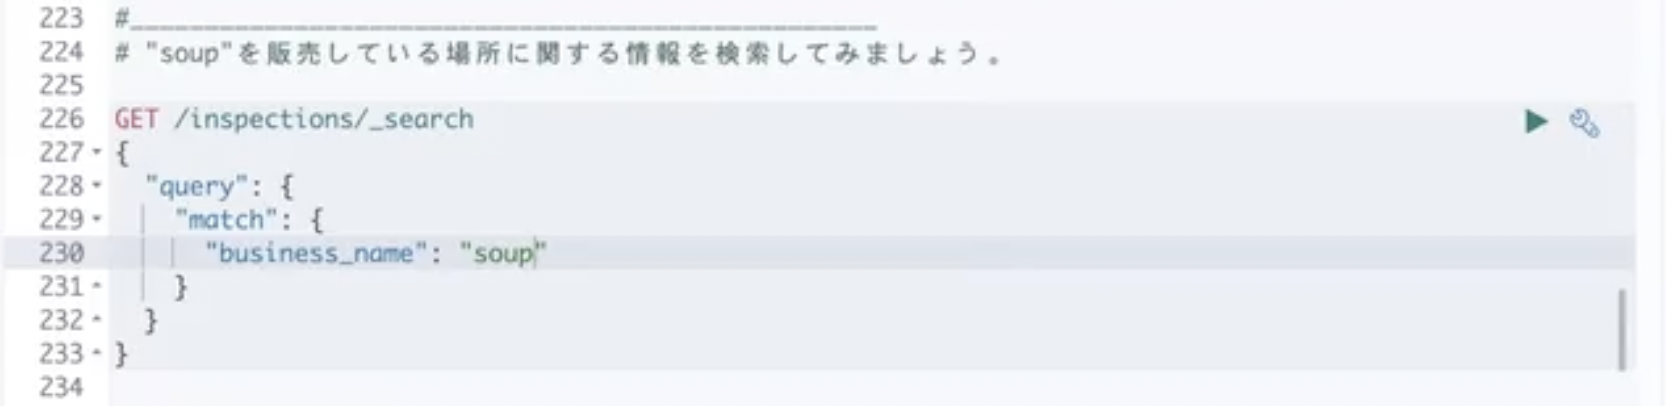 223 #__________________________________________________
224 # "soup"を販売している場所に関する情報を検索してみましょう。
225
226 GET /inspections/_search
227 {
228 "query": {
229 "match": {
230 "business_name": "soup"
231 }
232 }
233 }
234